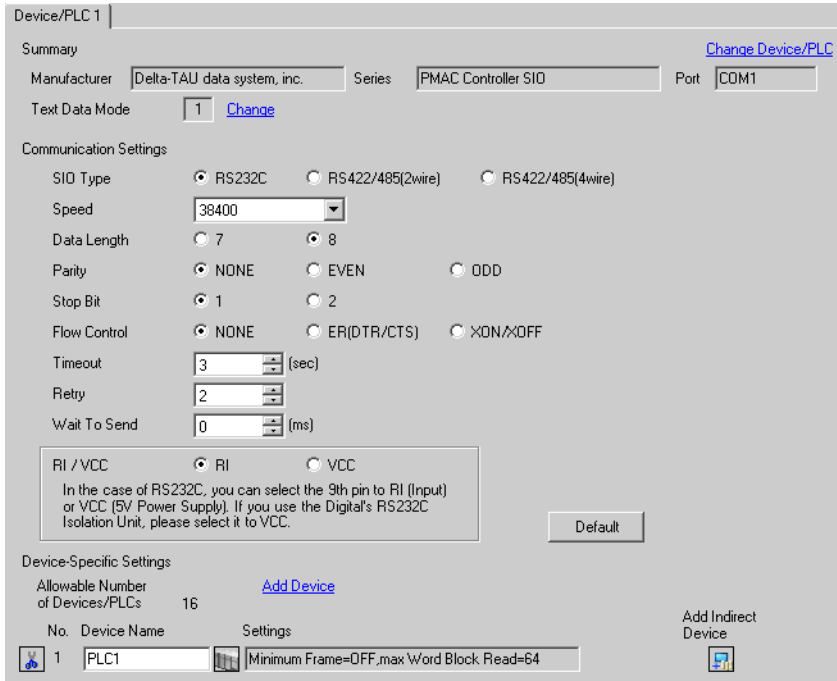 Device/PLC 1
Summary
Change Device/PLC
Manufacturer Delta-TAU data system, inc. Series PMAC Controller SIO Port COM1
Text Data Mode 1 Change
Communication Settings
SIO Type RS232C RS422/485(2wire) RS422/485(4wire)
Speed 38400
Data Length 7 8
Parity NONE EVEN ODD
Stop Bit 1 2
Flow Control NONE ER(DTR/CTS) XON/XOFF
Timeout 3 (sec)
Retry 2
Wait To Send 0 (ms)
RI / VCC RI VCC
In the case of RS232C, you can select the 9th pin to RI (Input)
or VCC (5V Power Supply). If you use the Digital's RS232C
Isolation Unit, please select it to VCC.
Default
Device-Specific Settings
Allowable Number
of Devices/PLCs 16
Add Device
Add Indirect
Device
No. Device Name Settings
1 PLC1 Minimum Frame=OFF,max Word Block Read=64